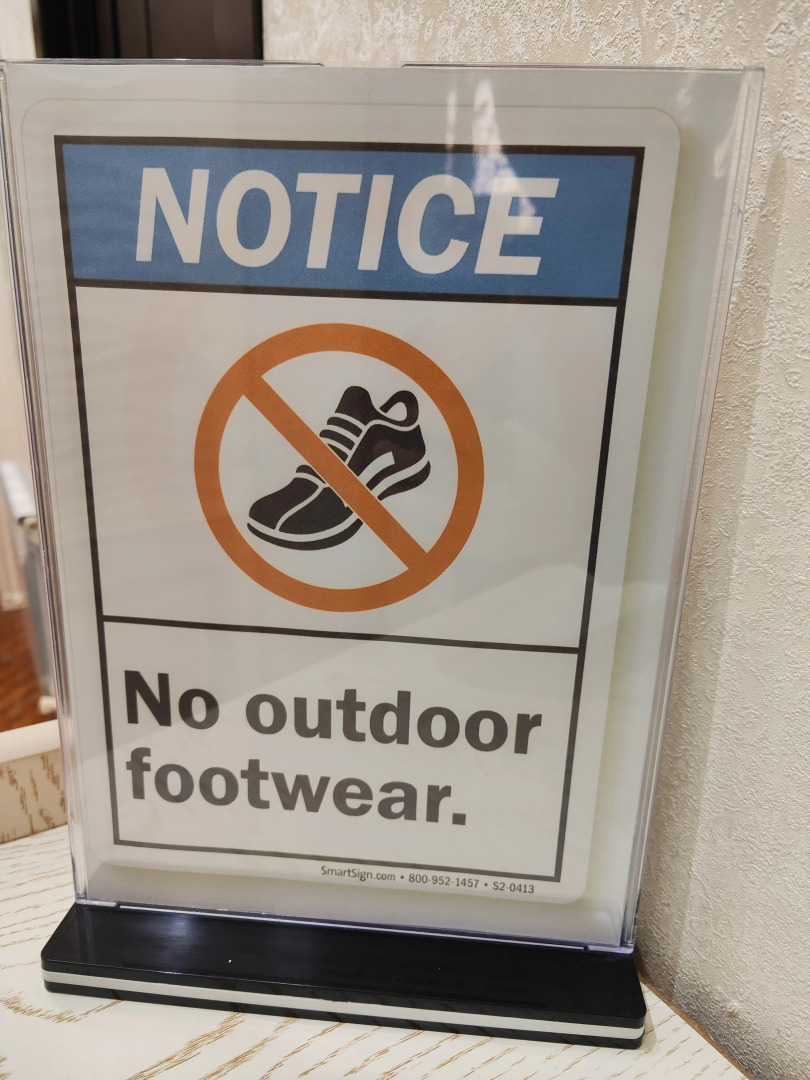 NOTICE
No outdoor
footwear.
SmartSign.com • 800-952-1457 • S2-0413